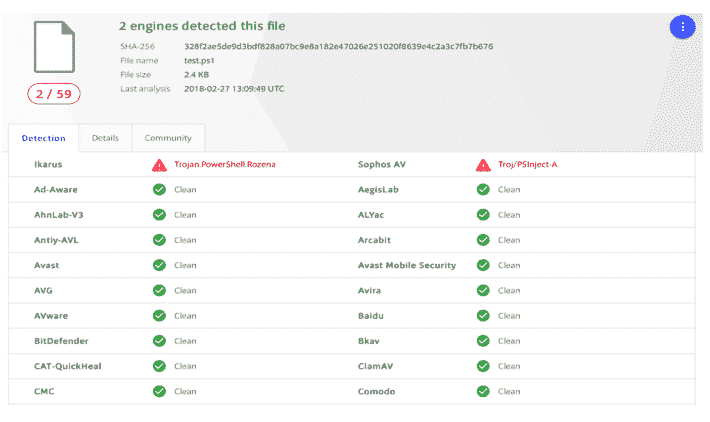 2 engines detected this file
SHA-256 328f2ae5de9d3bdf828a07bc9e8a182e47026e251020f8639e4c2a3c7fb7b676
File name test.ps1
File size 2.4 KB
Last analysis 2018-02-27 13:09:49 UTC
2 / 59
Detection Details Community
Ikarus Trojan.PowerShell.Rozena Sophos AV Troj/PSInject-A
Ad-Aware Clean AegisLab Clean
AhnLab-V3 Clean ALYac Clean
Antiy-AVL Clean Arcabit Clean
Avast Clean Avast Mobile Security Clean
AVG Clean Avira Clean
AVware Clean Baidu Clean
BitDefender Clean Bkav Clean
CAT-QuickHeal Clean ClamAV Clean
CMC Clean Comodo Clean